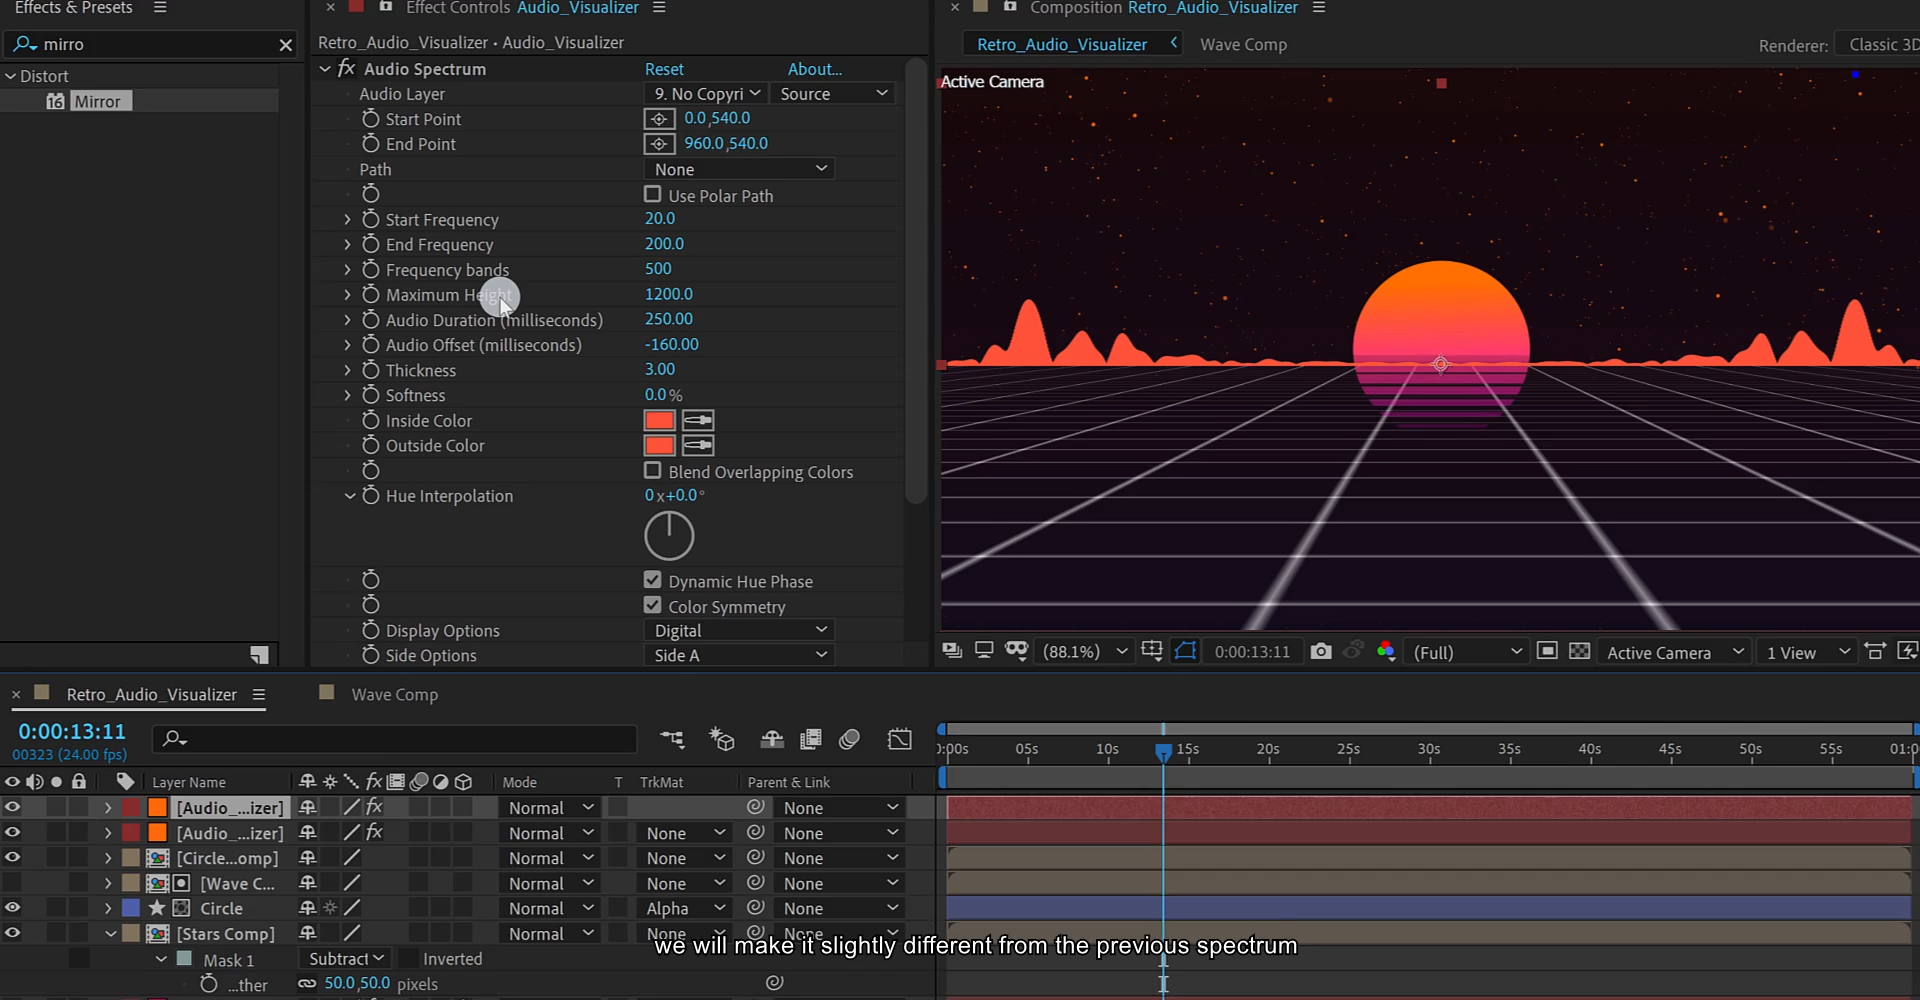 Effects & Presets
Effect Controls Audio_Visualizer
Composition Retro_Audio_Visualizer
mirro
Distort
16 Mirror
Retro_Audio_Visualizer • Audio_Visualizer
Audio Spectrum Reset About...
Audio Layer 9. No Copyri Source
Start Point 0.0,540.0
End Point 960.0,540.0
Path None
Use Polar Path
Start Frequency 20.0
End Frequency 200.0
Frequency bands 500
Maximum Height 1200.0
Audio Duration (milliseconds) 250.00
Audio Offset (milliseconds) -160.00
Thickness 3.00
Softness 0.0 %
Inside Color
Outside Color
Blend Overlapping Colors
Hue Interpolation 0 x+0.0°
Dynamic Hue Phase
Color Symmetry
Display Options Digital
Side Options Side A
Retro_Audio_Visualizer Wave Comp
Renderer: Classic 3D
Active Camera
(88.1%) 0:00:13:11 (Full) Active Camera 1 View
Retro_Audio_Visualizer Wave Comp
0:00:13:11
00323 (24.00 fps)
0:00s 05s 10s 15s 20s 25s 30s 35s 40s 45s 50s 55s 01:0
Layer Name fx Mode T TrkMat Parent & Link
[Audio_...izer] fx Normal None
[Audio_...izer] fx Normal None None
[Circle...omp] Normal None None
[Wave C... Normal None None
Circle Normal Alpha None
[Stars Comp] Normal None None
we will make it slightly different from the previous spectrum
Mask 1 Subtract Inverted
...ther 50.0,50.0 pixels